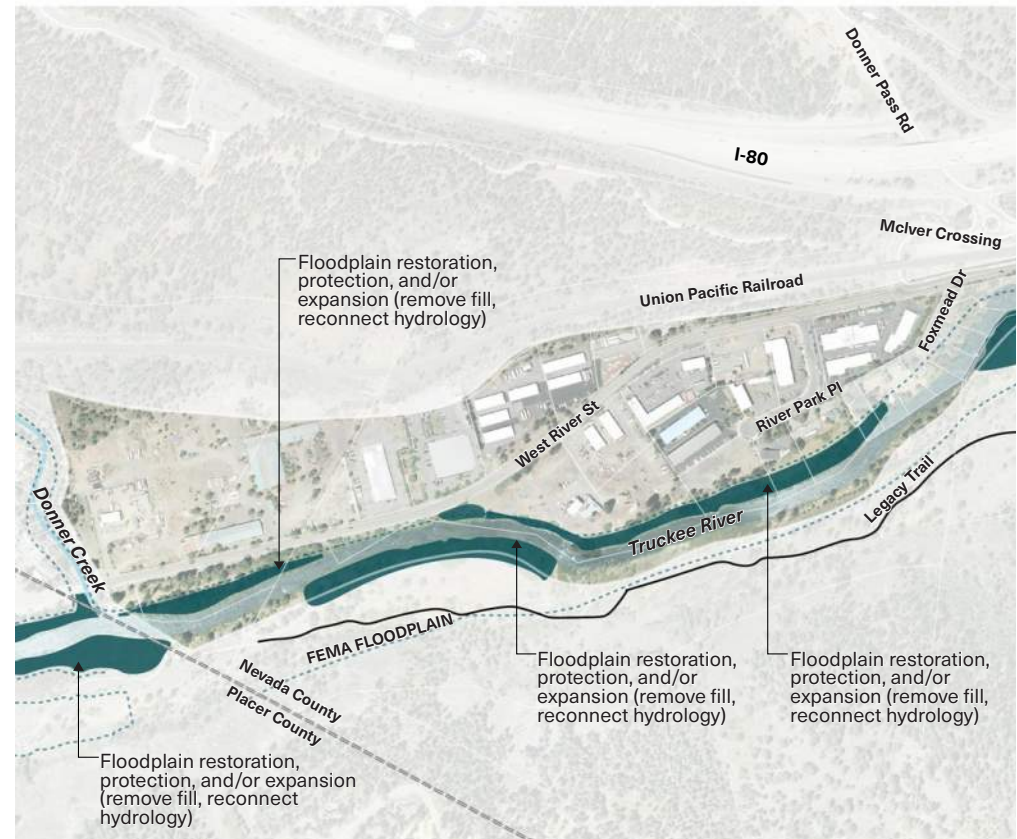 Donner Pass Rd
I-80
McIver Crossing
Floodplain restoration,
protection, and/or
expansion (remove fill,
reconnect hydrology)
Union Pacific Railroad
Foxmead Dr
River Park Pl
West River St
Legacy Trail
Donner Creek
Truckee River
FEMA FLOODPLAIN
Nevada County
Placer County
Floodplain restoration,
protection, and/or
expansion (remove fill,
reconnect hydrology)
Floodplain restoration,
protection, and/or
expansion (remove fill,
reconnect hydrology)
Floodplain restoration,
protection, and/or expansion
(remove fill, reconnect
hydrology)